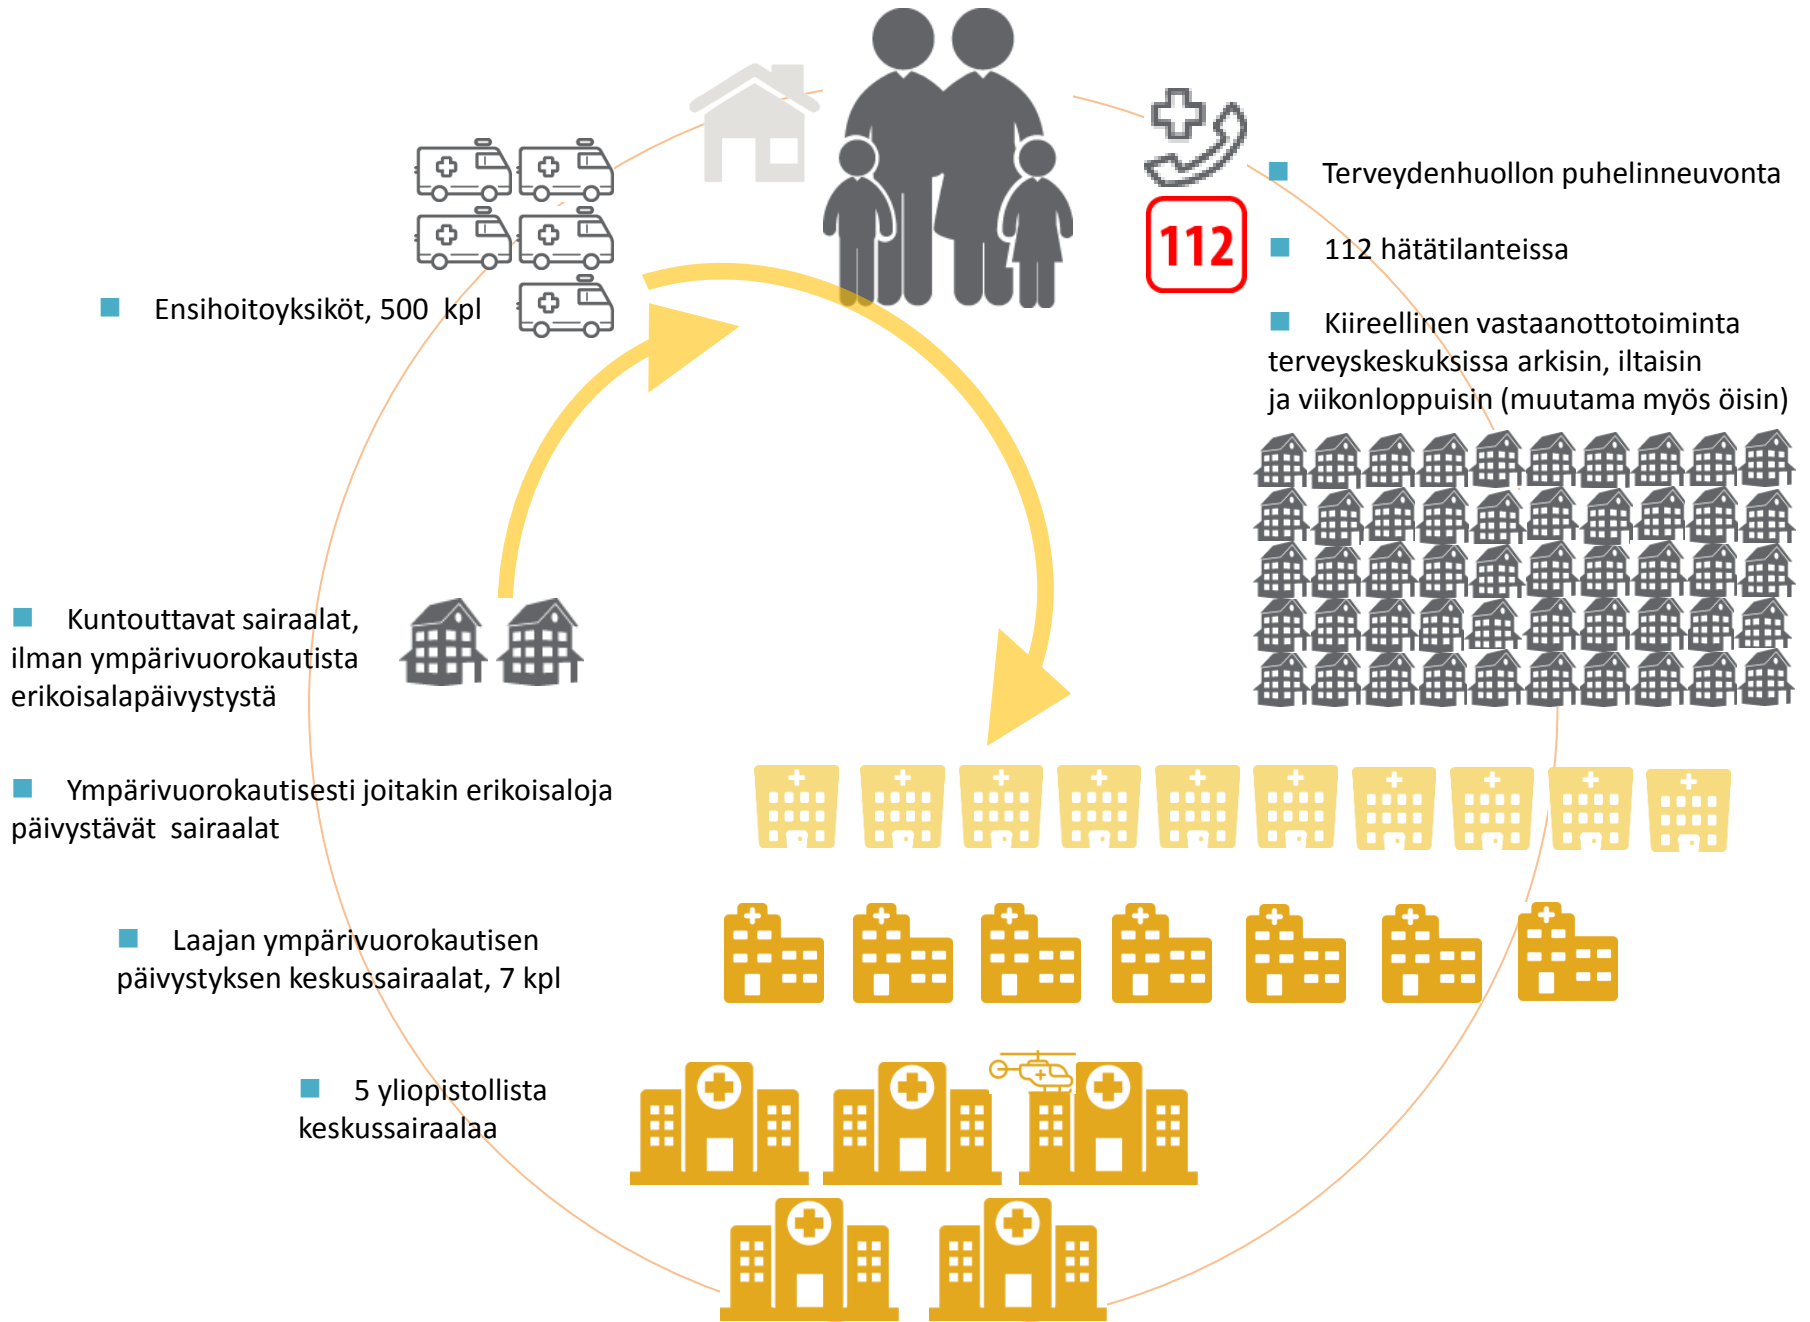 Terveydenhuollon puhelinneuvonta
112
112 hätätilanteissa
Ensihoitoyksiköt, 500 kpl
Kiireellinen vastaanottotoiminta
terveyskeskuksissa arkisin, iltaisin
ja viikonloppuisin (muutama myös öisin)
Kuntouttavat sairaalat,
ilman ympärivuorokautista
erikoisalapäivystystä
Ympärivuorokautisesti joitakin erikoisaloja
päivystävät sairaalat
Laajan ympärivuorokautisen
päivystyksen keskussairaalat, 7 kpl
5 yliopistollista
keskussairaalaa